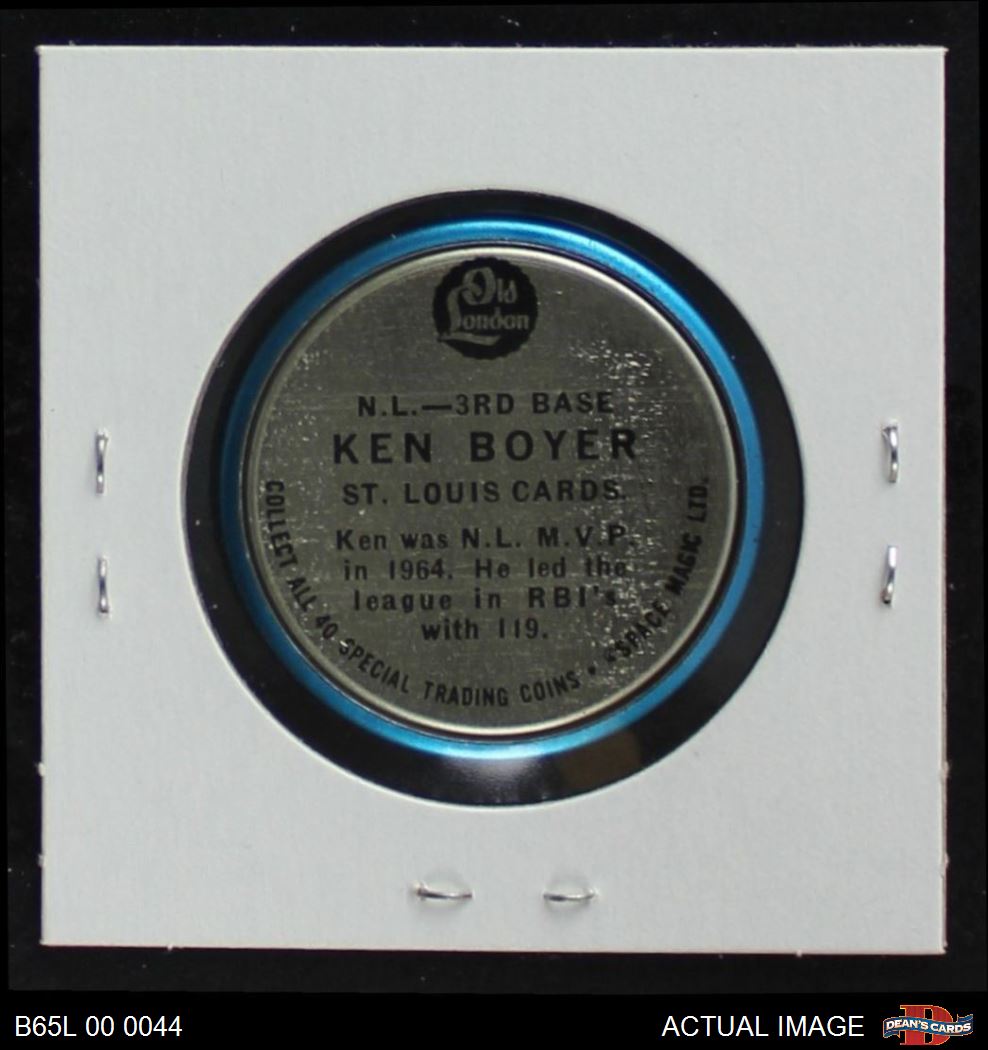 Old
London
N.L.—3RD BASE
KEN BOYER
ST. LOUIS CARDS.
Ken was N.L. M.V.P.
in 1964. He led the
league in RBI's
with 119.
COLLECT ALL 40 SPECIAL TRADING COINS • "SPACE MAGIC LTD.
B65L 00 0044
ACTUAL IMAGE
DEAN'S CARDS